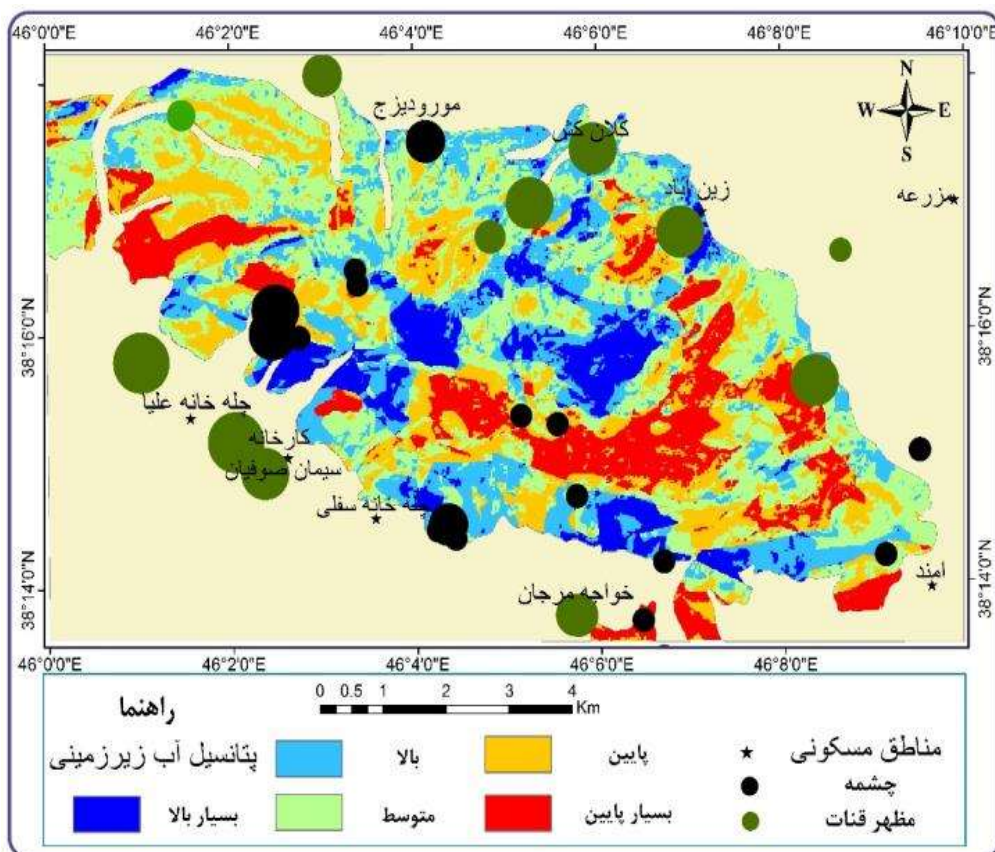 46°0'0"E 46°2'0"E 46°4'0"E 46°6'0"E 46°8'0"E 46°10'0"E
N
W E
S
مورودیزج
کلان کس
زین آباد
مزرعه
38°16'0"N
38°16'0"N
چله خانه علیا
کارخانه
سیمان صوفیان
چله خانه سفلی
38°14'0"N
38°14'0"N
امند
خواجه مرجان
46°0'0"E 46°2'0"E 46°4'0"E 46°6'0"E 46°8'0"E
راهنما
0 0.5 1 2 3 4
Km
پتانسیل آب زیرزمینی
بالا
پایین
بسیار بالا
متوسط
بسیار پایین
مناطق مسکونی
چشمه
مظهر قنات